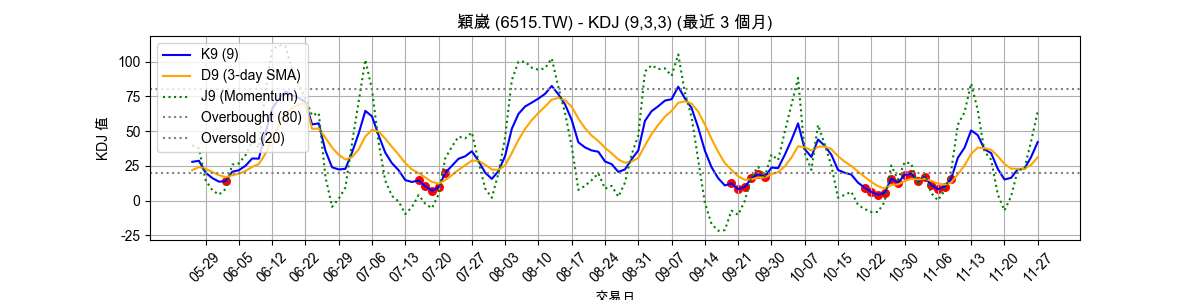 穎崴 (6515.TW) - KDJ (9,3,3) (最近 3 個月)
K9 (9)
D9 (3-day SMA)
J9 (Momentum)
Overbought (80)
Oversold (20)
KDJ 值
100
75
50
25
0
-25
05-29 06-05 06-12 06-22 06-29 07-06 07-13 07-20 07-27 08-03 08-10 08-17 08-24 08-31 09-07 09-14 09-21 09-30 10-07 10-15 10-22 10-30 11-06 11-13 11-20 11-27
交易日